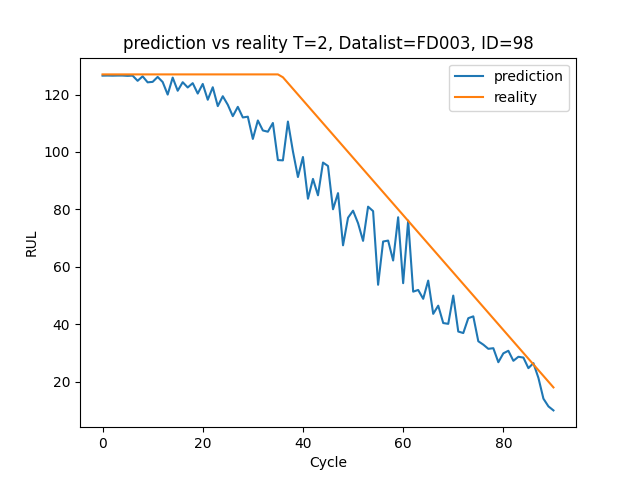 prediction vs reality T=2, Datalist=FD003, ID=98
prediction
reality
120
100
80
60
40
20
RUL
0 20 40 60 80
Cycle